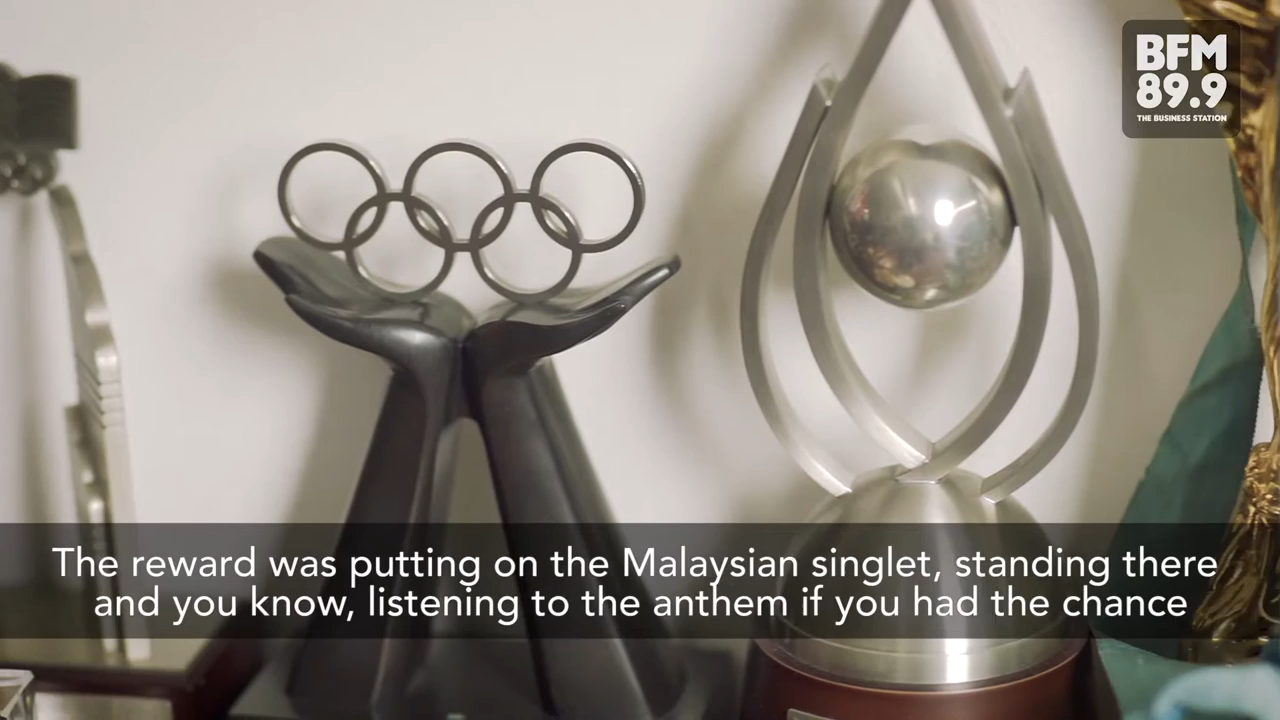 BFM
89.9
THE BUSINESS STATION
The reward was putting on the Malaysian singlet, standing there
and you know, listening to the anthem if you had the chance